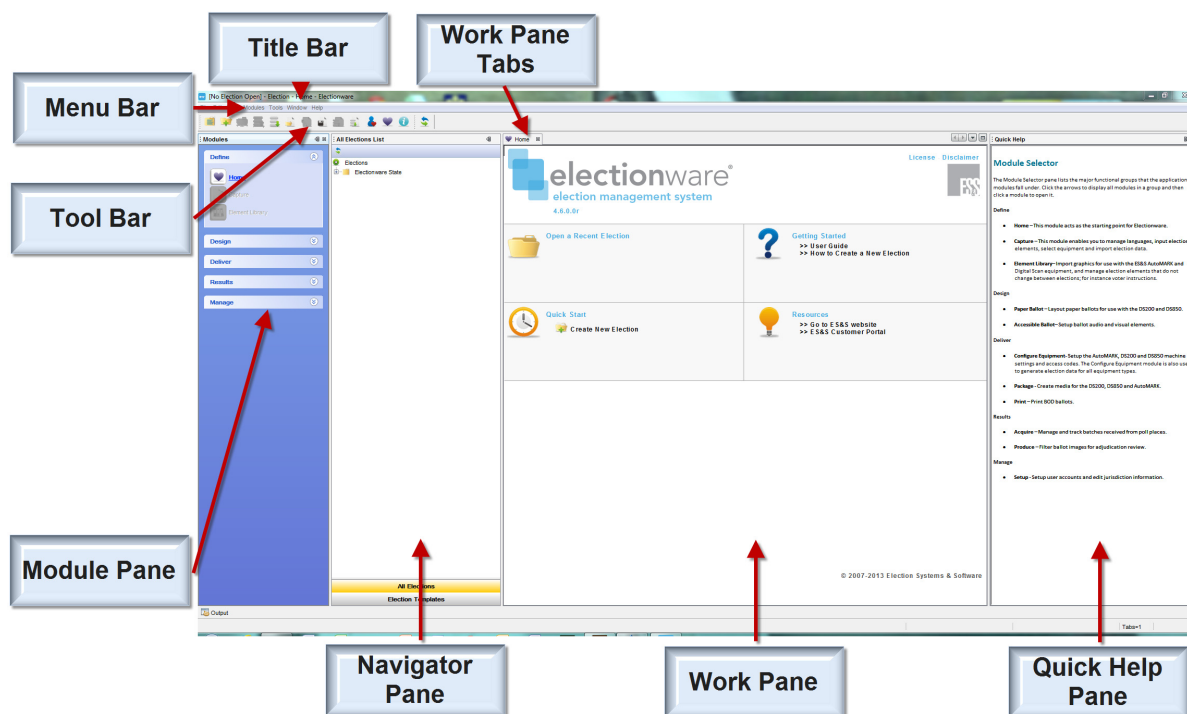 Title Bar
Work Pane
Tabs
Menu Bar
Tool Bar
Module Pane
Navigator
Pane
Work Pane
Quick Help
Pane
[No Election Open] - Election - Home - Electionware
Modules Tools Window Help
Modules
All Elections List
Home
Quick Help
Define
Home
Element Library
Design
Deliver
Results
Manage
Elections
Electionware State
All Elections
Election Templates
License Disclaimer
electionware®
election management system
4.6.0.0r
ES&S
Open a Recent Election
Getting Started
>> User Guide
>> How to Create a New Election
Quick Start
Create New Election
Resources
>> Go to ES&S website
>> ES&S Customer Portal
© 2007-2013 Election Systems & Software
Module Selector
The Module Selector pane lists the major functional groups that the application
modules fall under. Click the arrows to display all modules in a group and then
click a module to open it.
Define
• Home – This module acts as the starting point for Electionware.
• Capture – This module enables you to manage languages, input election
elements, select equipment and import election data.
• Element Library – Import graphics for use with the ES&S AutoMARK and
Digital Scan equipment, and manage election elements that do not
change between elections; for instance voter instructions.
Design
• Paper Ballot – Layout paper ballots for use with the DS200 and DS850.
• Accessible Ballot – Setup ballot audio and visual elements.
Deliver
• Configure Equipment - Setup the AutoMARK, DS200 and DS850 machine
settings and access codes. The Configure Equipment module is also use
to generate election data for all equipment types.
• Package - Create media for the DS200, DS850 and AutoMARK.
• Print – Print BOD ballots.
Results
• Acquire – Manage and track batches received from poll places.
• Produce – Filter ballot images for adjudication review.
Manage
• Setup - Setup user accounts and edit jurisdiction information.
Output
Tabs=1